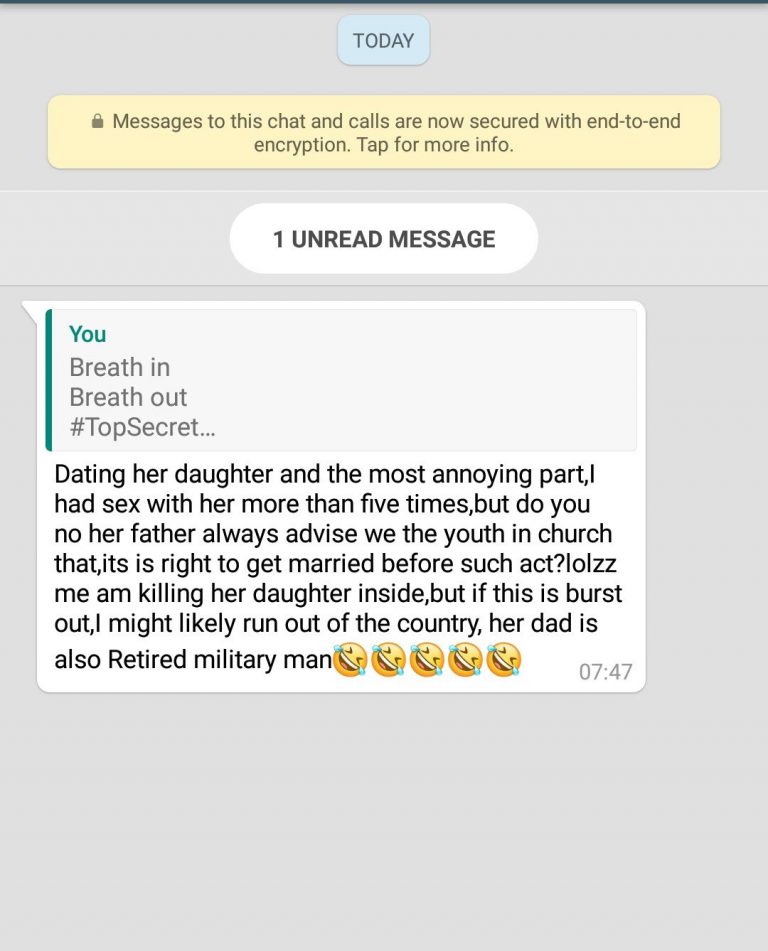 TODAY
Messages to this chat and calls are now secured with end-to-end
encryption. Tap for more info.
1 UNREAD MESSAGE
You
Breath in
Breath out
#TopSecret...
Dating her daughter and the most annoying part,I
had sex with her more than five times,but do you
no her father always advise we the youth in church
that,its is right to get married before such act?lolzz
me am killing her daughter inside,but if this is burst
out,I might likely run out of the country, her dad is
also Retired military man🤣🤣🤣🤣🤣
07:47